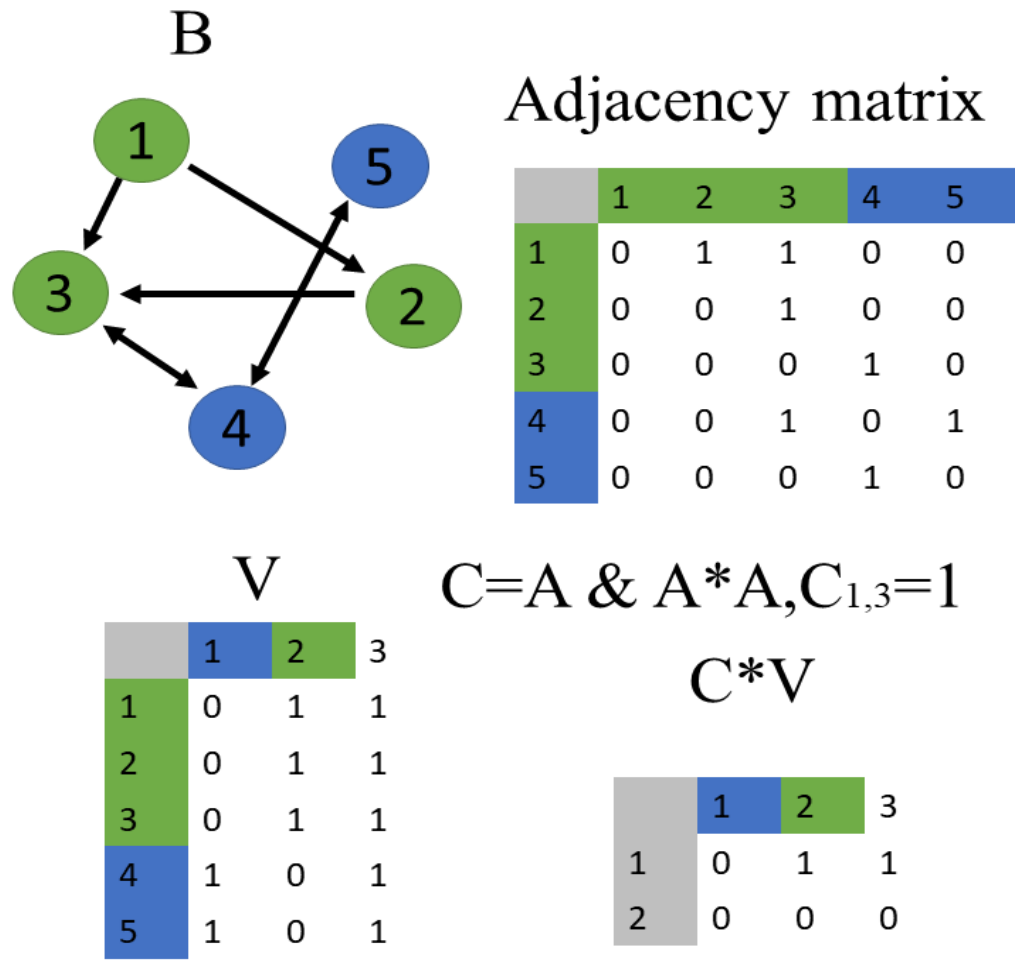 B
1
5
3
2
4
Adjacency matrix
1 2 3 4 5
1 0 1 1 0 0
2 0 0 1 0 0
3 0 0 0 1 0
4 0 0 1 0 1
5 0 0 0 1 0
V
1 2 3
1 0 1 1
2 0 1 1
3 0 1 1
4 1 0 1
5 1 0 1
C=A & A*A,C1,3=1
C*V
1 2 3
1 0 1 1
2 0 0 0